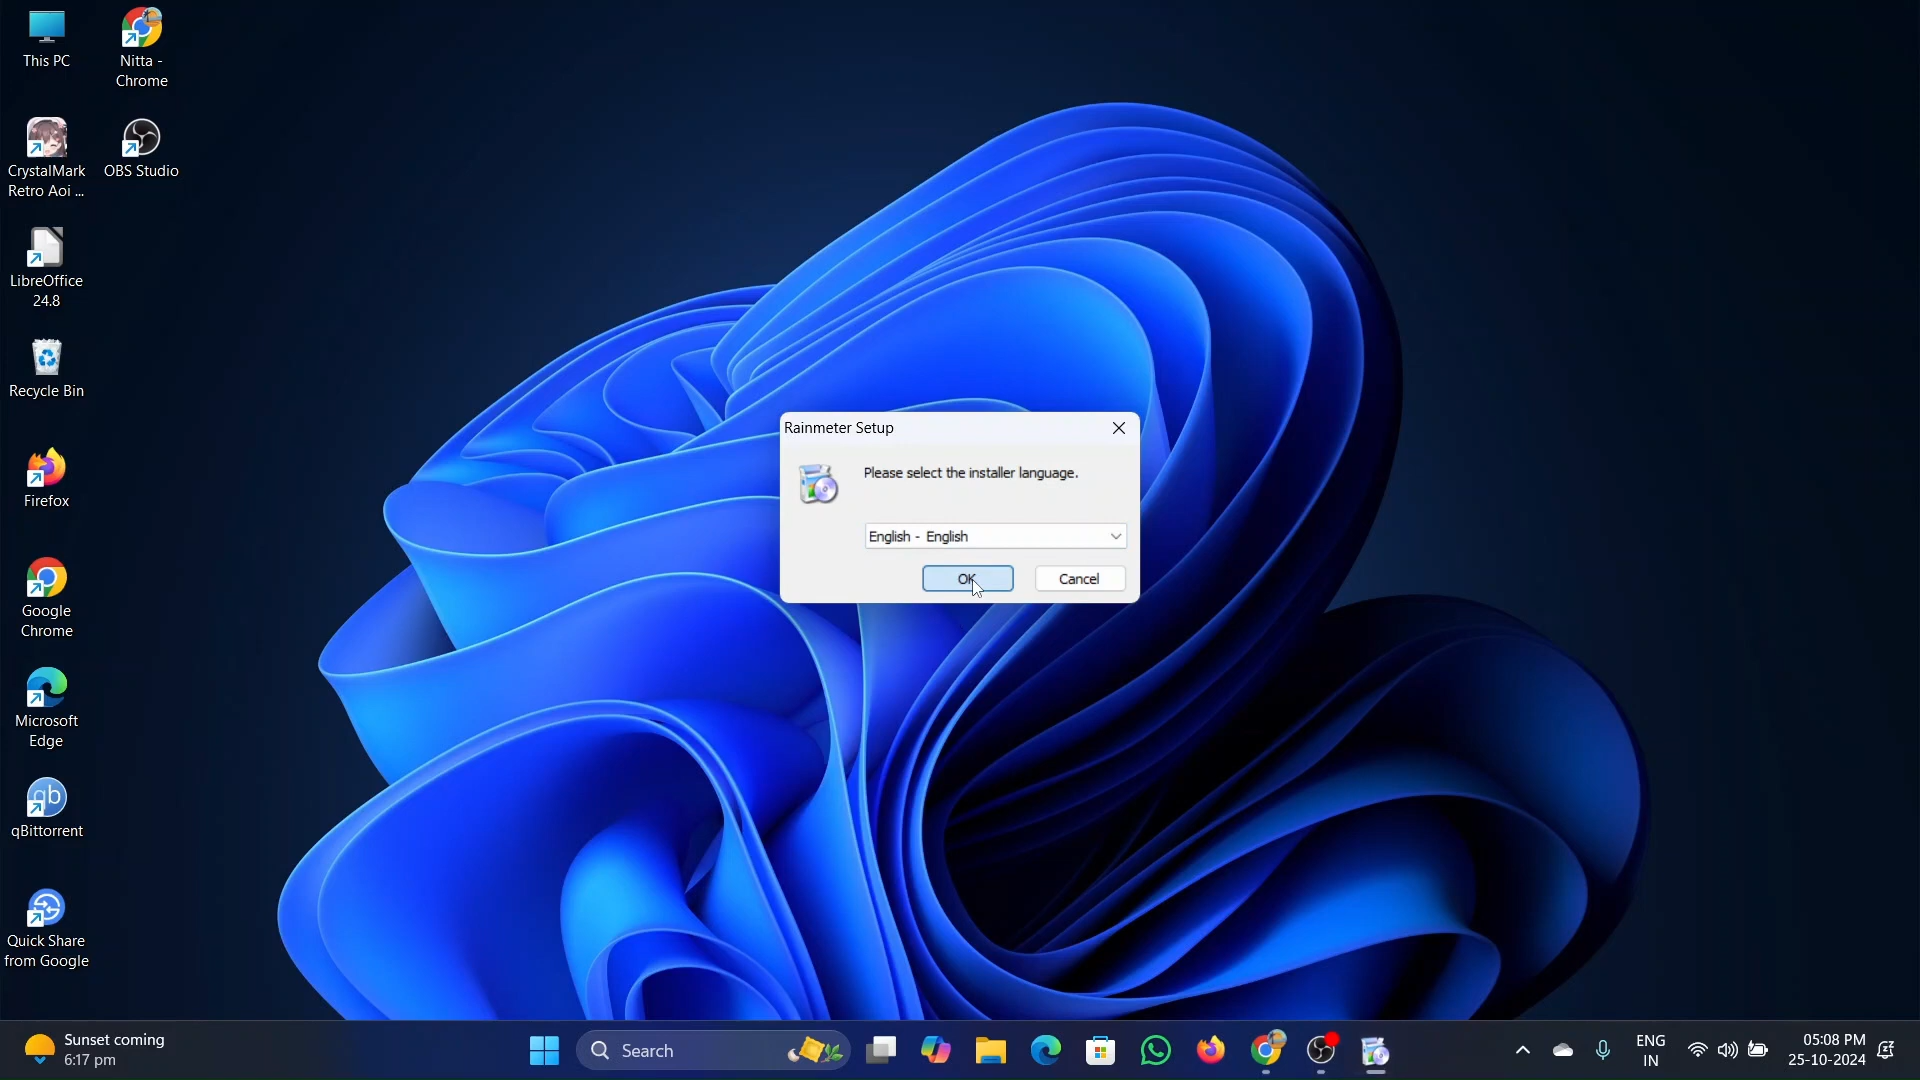 This PC
Nitta -
Chrome
CrystalMark
Retro Aoi ...
OBS Studio
LibreOffice
24.8
Recycle Bin
Firefox
Google
Chrome
Microsoft
Edge
qb
qBittorrent
Quick Share
from Google
Rainmeter Setup
Please select the installer language.
English - English
OK
Cancel
Sunset coming
6:17 pm
Search
ENG
IN
05:08 PM
25-10-2024